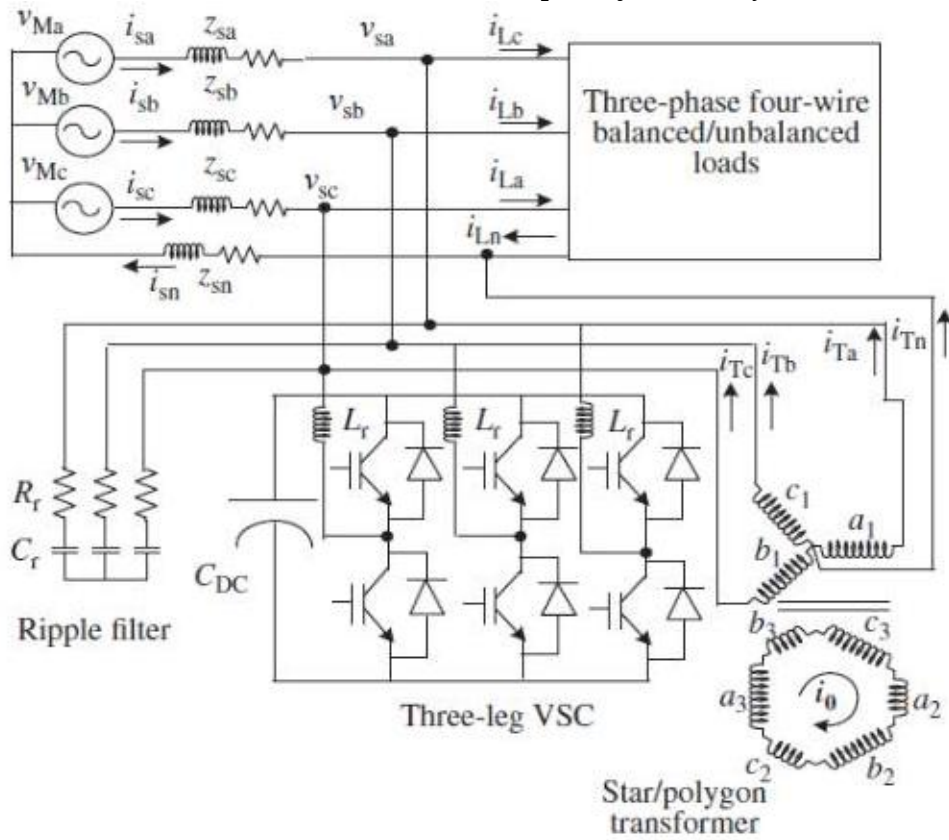 vMa isa zsa vsa iLc
vMb isb zsb vsb iLb
vMc isc zsc vsc iLa
isn zsn iLn
Three-phase four-wire
balanced/unbalanced
loads
iTc iTb iTa iTn
Rr
Cr
Ripple filter
CDC
Lr Lr Lr
Three-leg VSC
c1 a1
b1
b3 c3
a3 i0 a2
c2 b2
Star/polygon
transformer